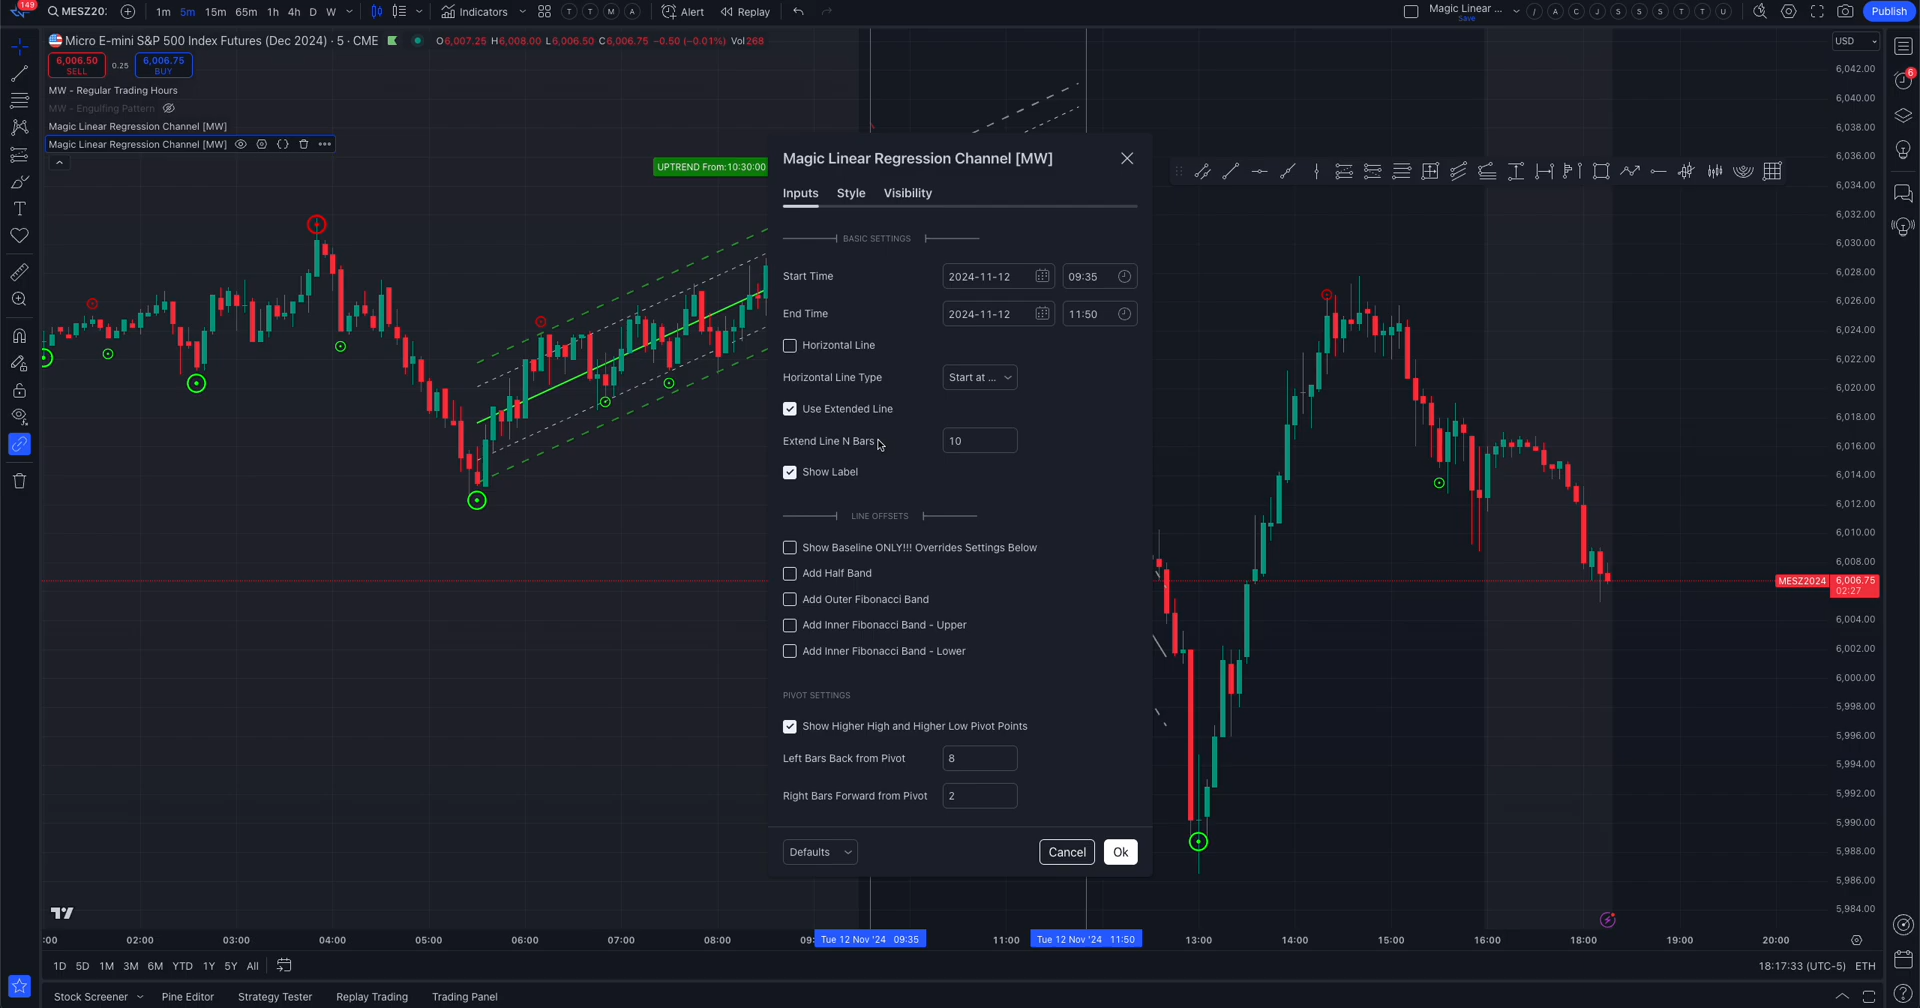 149
MESZ20:
1m 5m 15m 65m 1h 4h D W
Indicators
T T M A
Alert
Replay
Magic Linear ...
Save
/ A C J S S S T T U
Publish
Micro E-mini S&P 500 Index Futures (Dec 2024) · 5 · CME
O6,007.25 H6,008.00 L6,006.50 C6,006.75 −0.50 (−0.01%) Vol268
USD
6,006.50
SELL
0.25
6,006.75
BUY
MW - Regular Trading Hours
MW - Engulfing Pattern
Magic Linear Regression Channel [MW]
Magic Linear Regression Channel [MW]
UPTREND From: 10:30:00
Magic Linear Regression Channel [MW]
Inputs Style Visibility
BASIC SETTINGS
Start Time 2024-11-12 09:35
End Time 2024-11-12 11:50
Horizontal Line
Horizontal Line Type Start at ...
Use Extended Line
Extend Line N Bars 10
Show Label
LINE OFFSETS
Show Baseline ONLY!!! Overrides Settings Below
Add Half Band
Add Outer Fibonacci Band
Add Inner Fibonacci Band - Upper
Add Inner Fibonacci Band - Lower
PIVOT SETTINGS
Show Higher High and Higher Low Pivot Points
Left Bars Back from Pivot 8
Right Bars Forward from Pivot 2
Defaults
Cancel
Ok
6,042.00
6,040.00
6,038.00
6,036.00
6,034.00
6,032.00
6,030.00
6,028.00
6,026.00
6,024.00
6,022.00
6,020.00
6,018.00
6,016.00
6,014.00
6,012.00
6,010.00
6,008.00
MESZ2024 6,006.75
02:27
6,004.00
6,002.00
6,000.00
5,998.00
5,996.00
5,994.00
5,992.00
5,990.00
5,988.00
5,986.00
5,984.00
6
:00 02:00 03:00 04:00 05:00 06:00 07:00 08:00 09: Tue 12 Nov '24 09:35 11:00 Tue 12 Nov '24 11:50 13:00 14:00 15:00 16:00 18:00 19:00 20:00
1D 5D 1M 3M 6M YTD 1Y 5Y All
18:17:33 (UTC-5) ETH
Stock Screener Pine Editor Strategy Tester Replay Trading Trading Panel